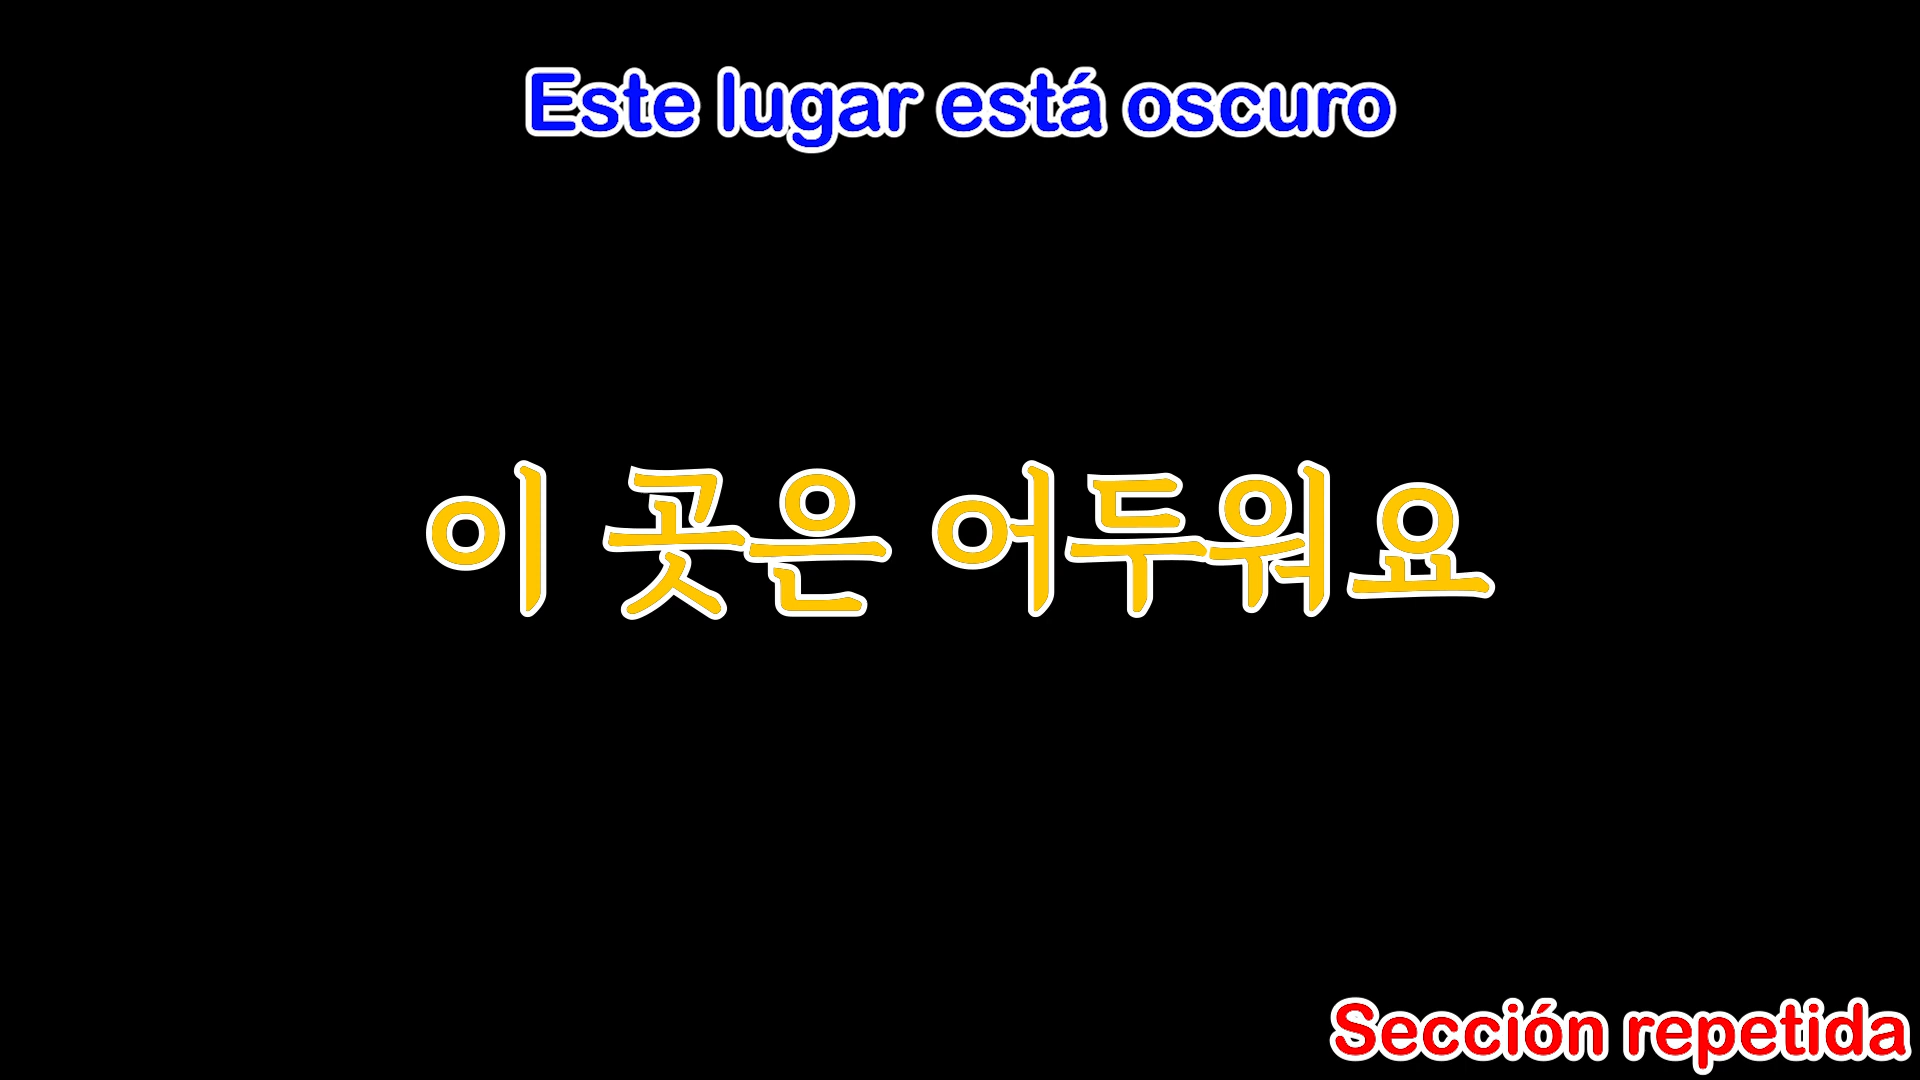 Este lugar está oscuro
이 곳은 어두워요
Sección repetida